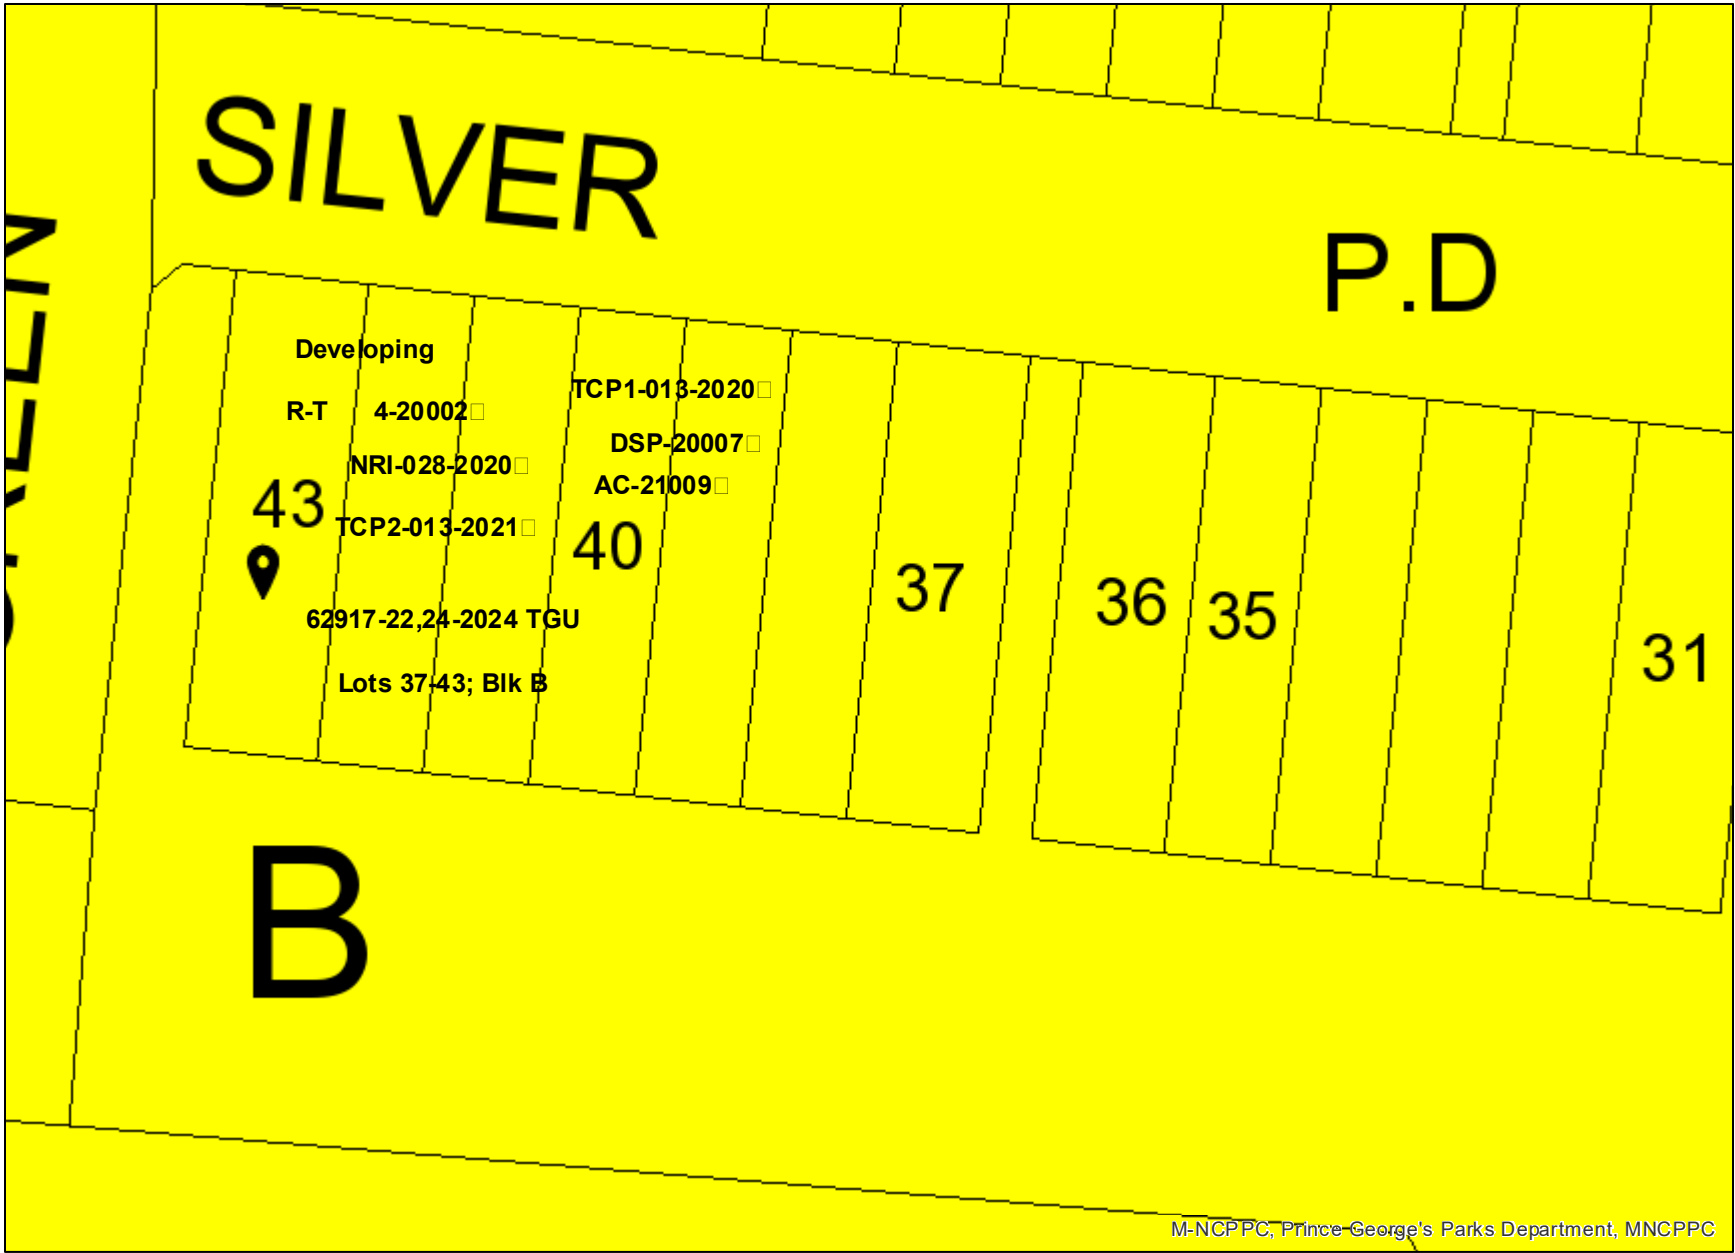 SILVER
P.D
Developing
TCP1-013-2020
R-T 4-20002
DSP-20007
NRI-028-2020
AC-21009
43
TCP2-013-2021
40
37
36
35
62917-22,24-2024 TGU
31
Lots 37-43; Blk B
B
M-NCPPC, Prince George's Parks Department, MNCPPC